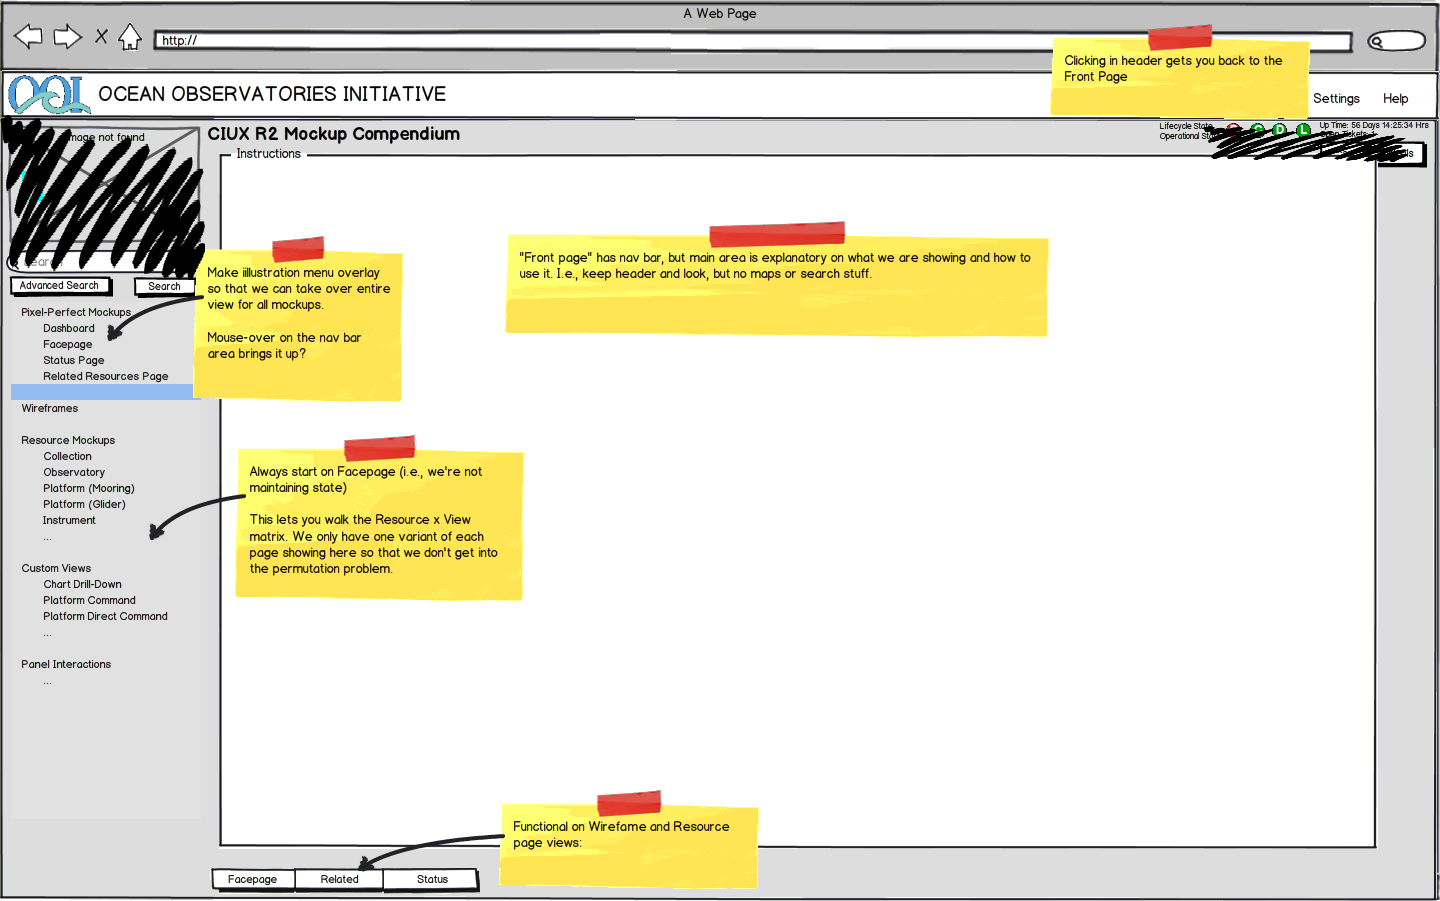 A Web Page
http://
Clicking in header gets you back to the
Front Page
OOI
OCEAN OBSERVATORIES INITIATIVE
Settings
Help
not found
CIUX R2 Mockup Compendium
Lifecycle State
Operational
D
L
Up Time: 56 Days 14:25:34 Hrs
Instructions
Advanced Search
Search
Pixel-Perfect Mockups
Dashboard
Facepage
Status Page
Related Resources Page
Wireframes
Resource Mockups
Collection
Observatory
Platform (Mooring)
Platform (Glider)
Instrument
...
Custom Views
Chart Drill-Down
Platform Command
Platform Direct Command
...
Panel Interactions
...
Make iillustration menu overlay
so that we can take over entire
view for all mockups.
Mouse-over on the nav bar
area brings it up?
"Front page" has nav bar, but main area is explanatory on what we are showing and how to
use it. I.e., keep header and look, but no maps or search stuff.
Always start on Facepage (i.e., we're not
maintaining state)
This lets you walk the Resource x View
matrix. We only have one variant of each
page showing here so that we don't get into
the permutation problem.
Functional on Wirefame and Resource
page views:
Facepage
Related
Status